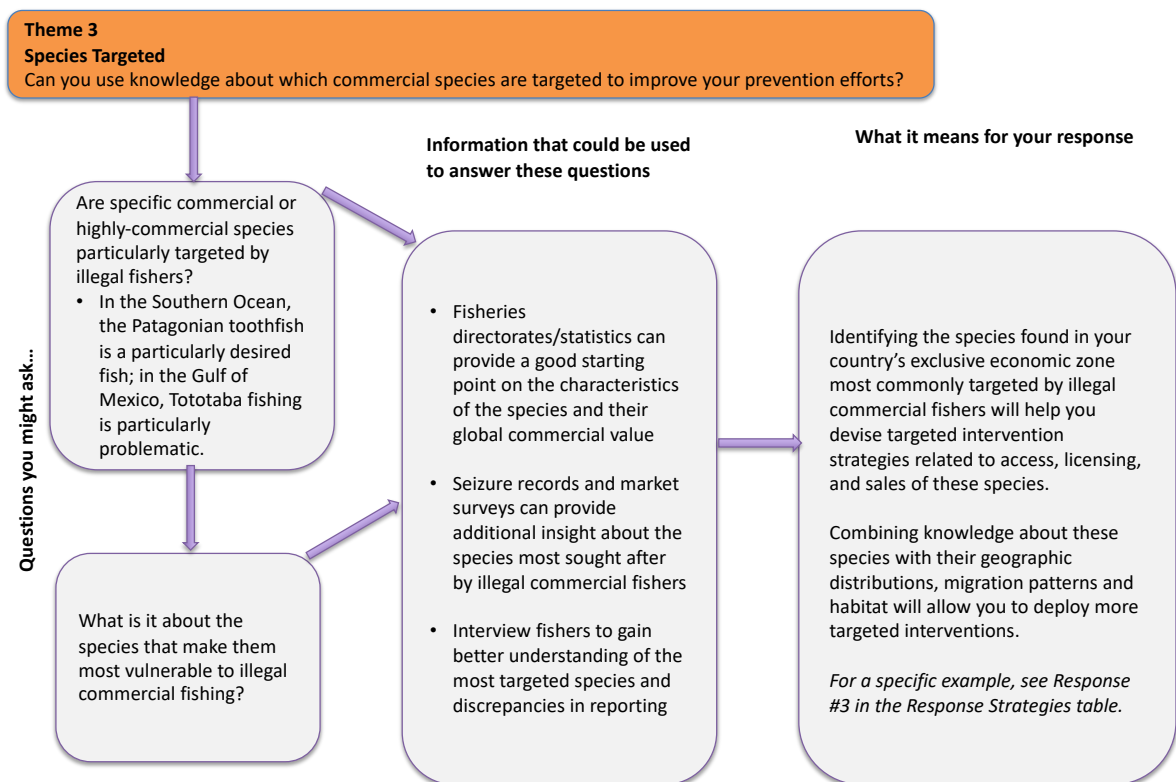 Theme 3
Species Targeted
Can you use knowledge about which commercial species are targeted to improve your prevention efforts?
Questions you might ask...
Are specific commercial or
highly-commercial species
particularly targeted by
illegal fishers?
• In the Southern Ocean,
the Patagonian toothfish
is a particularly desired
fish; in the Gulf of
Mexico, Tototaba fishing
is particularly
problematic.
What is it about the
species that make them
most vulnerable to illegal
commercial fishing?
Information that could be used
to answer these questions
• Fisheries
directorates/statistics can
provide a good starting
point on the characteristics
of the species and their
global commercial value
• Seizure records and market
surveys can provide
additional insight about the
species most sought after
by illegal commercial fishers
• Interview fishers to gain
better understanding of the
most targeted species and
discrepancies in reporting
What it means for your response
Identifying the species found in your
country’s exclusive economic zone
most commonly targeted by illegal
commercial fishers will help you
devise targeted intervention
strategies related to access, licensing,
and sales of these species.
Combining knowledge about these
species with their geographic
distributions, migration patterns and
habitat will allow you to deploy more
targeted interventions.
For a specific example, see Response
#3 in the Response Strategies table.